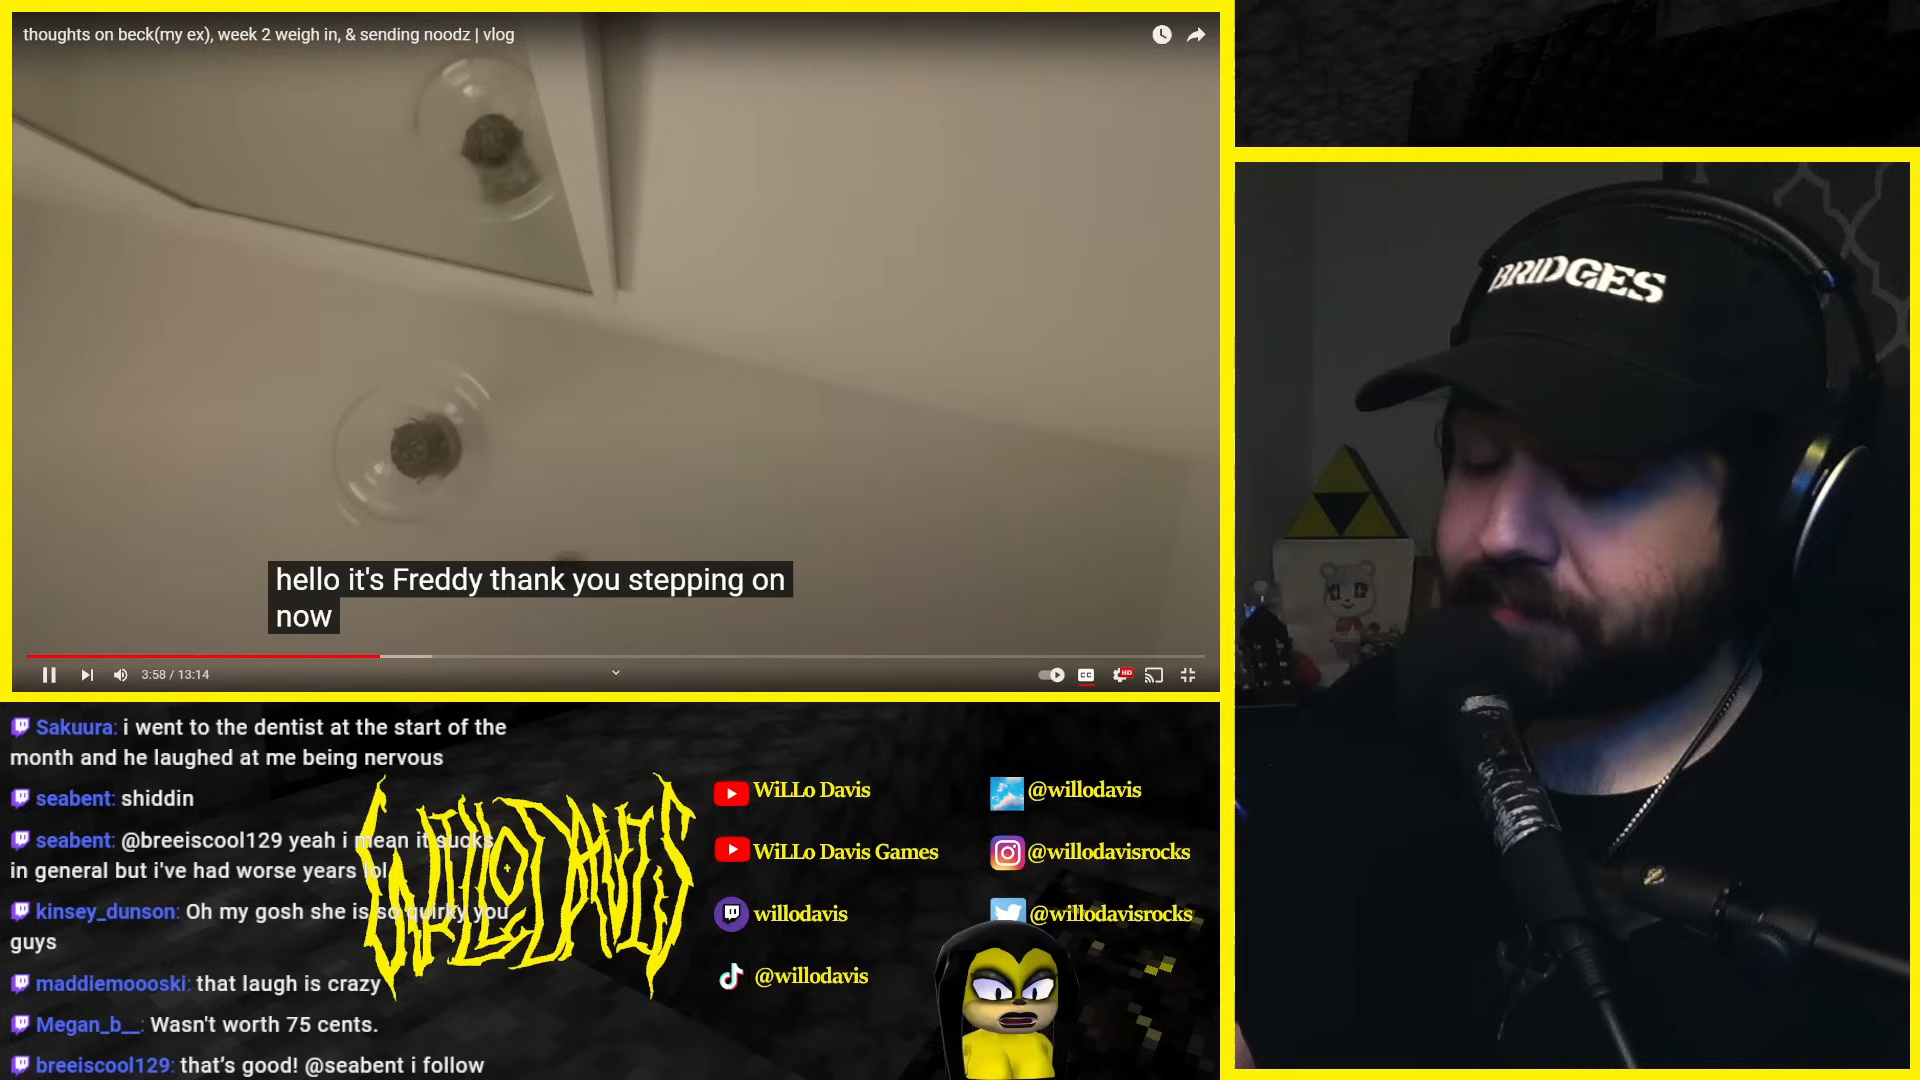 thoughts on beck(my ex), week 2 weigh in, & sending noodz | vlog
hello it's Freddy thank you stepping on
now
3:58 / 13:14
CC
HD
BRIDGES
Sakuura: i went to the dentist at the start of the
month and he laughed at me being nervous
seabent: shiddin
seabent: @breeiscool129 yeah i mean it sucks
in general but i've had worse years lol
kinsey_dunson: Oh my gosh she is so quirky you
guys
maddiemoooski: that laugh is crazy
Megan_b__: Wasn't worth 75 cents.
breeiscool129: that's good! @seabent i follow
WILLO DAVIS
WiLLo Davis
@willodavis
WiLLo Davis Games
@willodavisrocks
willodavis
@willodavisrocks
@willodavis